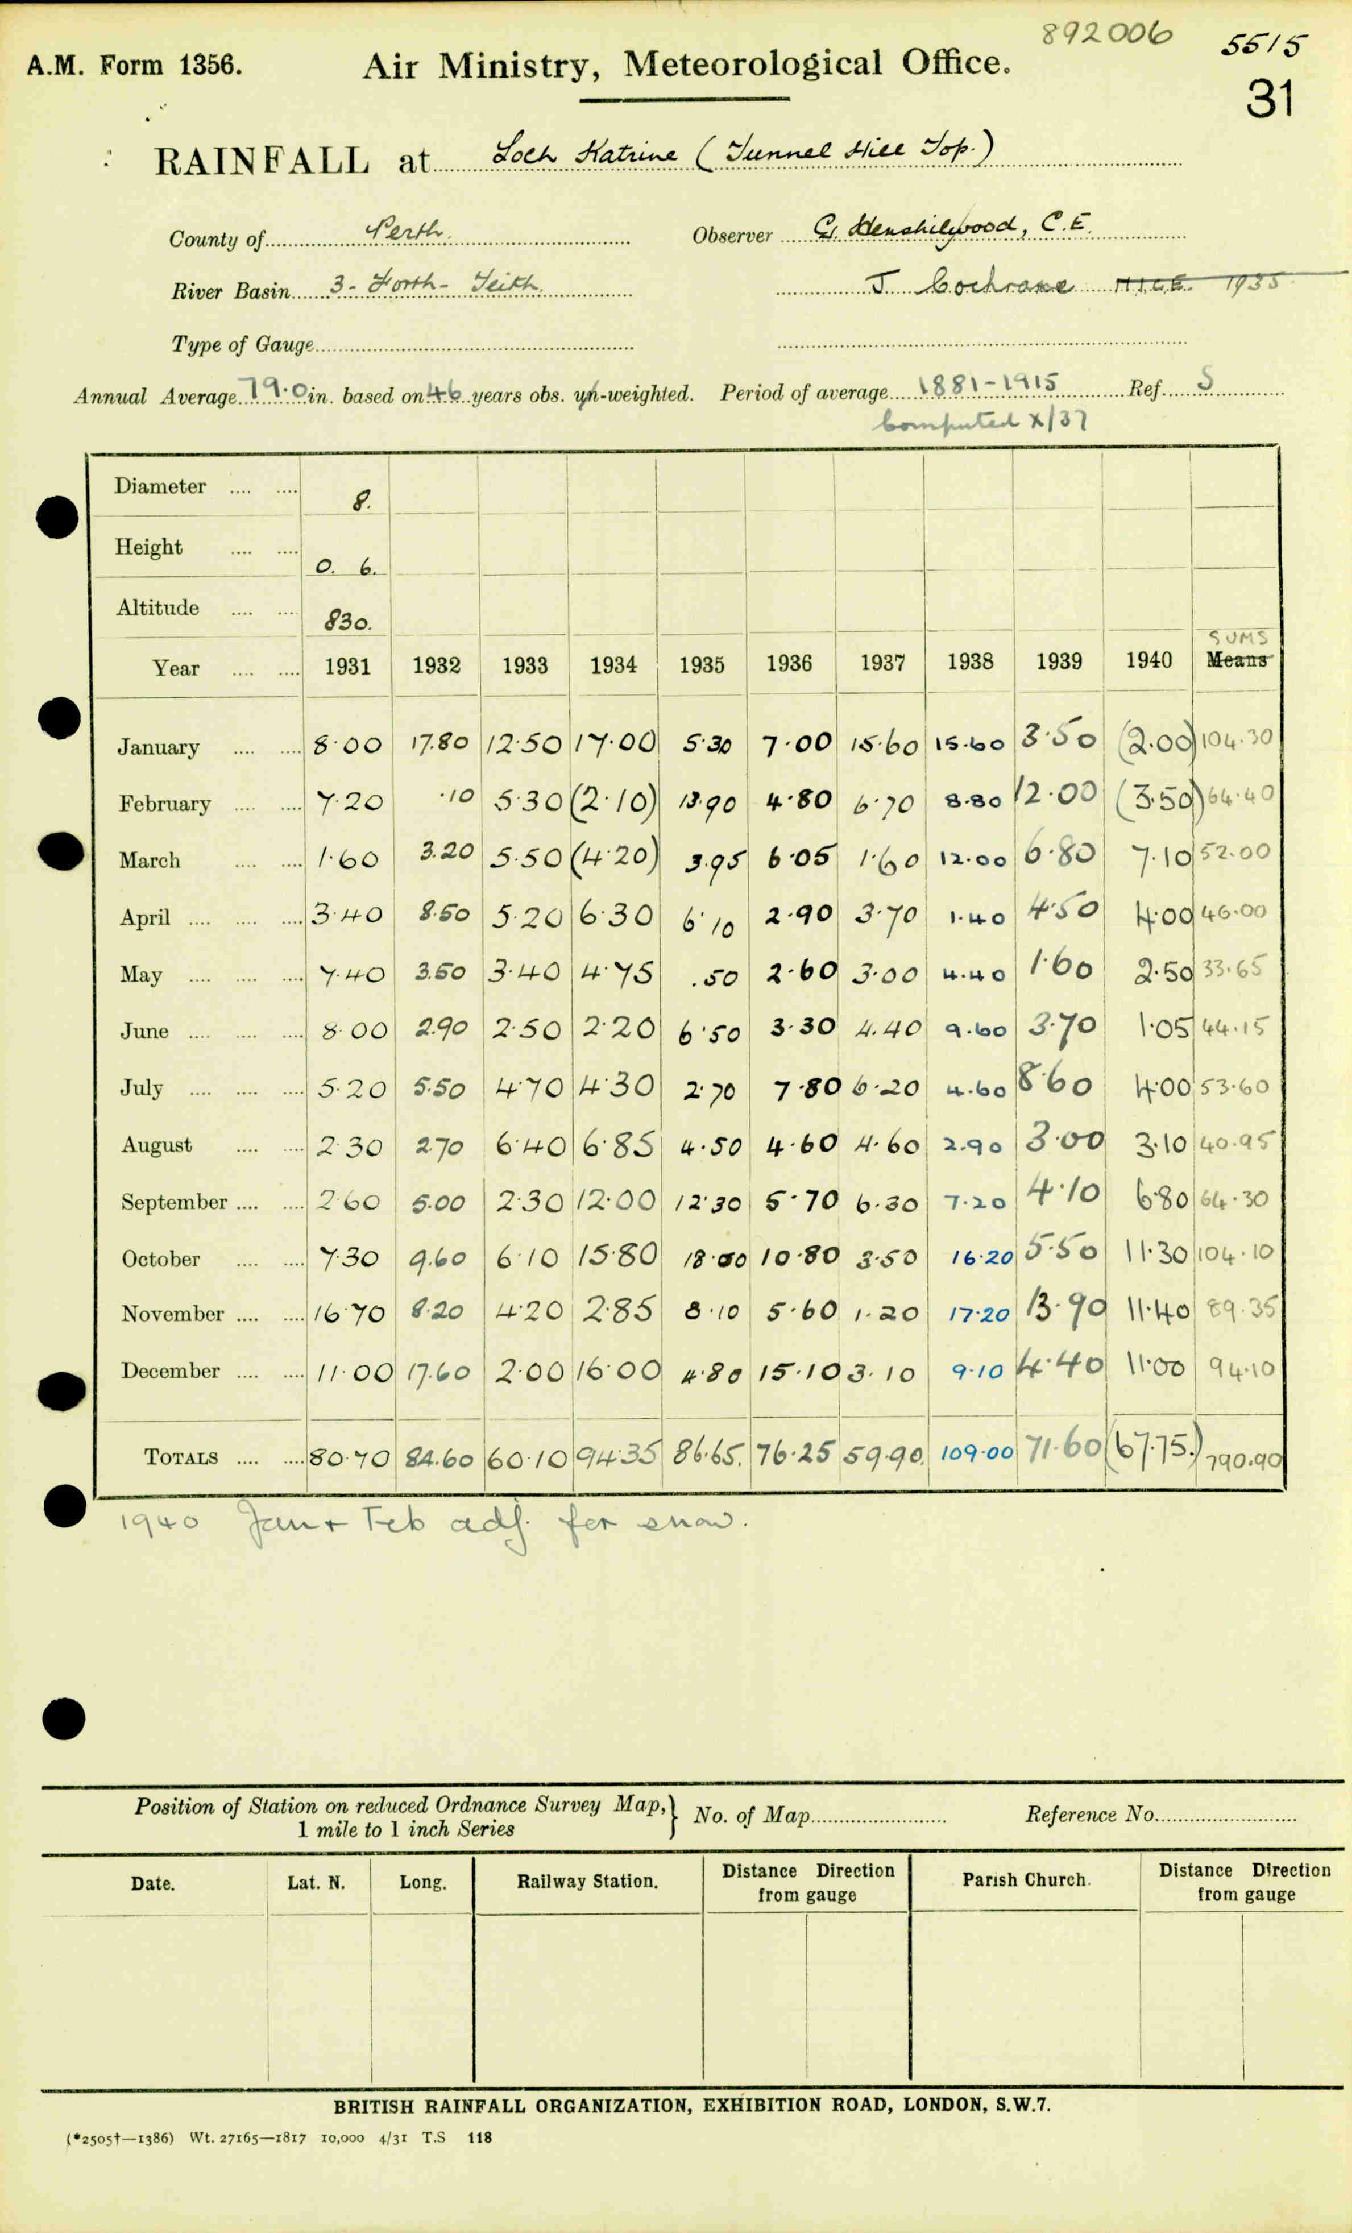 892006
5515
A.M. Form 1356.
Air Ministry, Meteorological Office.
31
RAINFALL at Loch Katrine (Tunnel Hill Top.)
County of Perth. Observer G. Henshilwood, C.E.
River Basin 3- Forth- Teith. J Cochrane M.I.C.E. 1935
Type of Gauge
Annual Average 79.0 in. based on 46 years obs. un-weighted. Period of average 1881-1915 Ref. S
Computed X/37
Diameter 8.
Height 0. 6.
Altitude 830.
SUMS
Year 1931 1932 1933 1934 1935 1936 1937 1938 1939 1940 Means
January 8.00 17.80 12.50 17.00 5.30 7.00 15.60 15.60 3.50 (2.00) 104.30
February 7.20 .10 5.30 (2.10) 13.90 4.80 6.70 8.80 12.00 (3.50) 64.40
March 1.60 3.20 5.50 (4.20) 3.95 6.05 1.60 12.00 6.80 7.10 52.00
April 3.40 8.50 5.20 6.30 6.10 2.90 3.70 1.40 4.50 4.00 46.00
May 7.40 3.50 3.40 4.75 .50 2.60 3.00 4.40 1.60 2.50 33.65
June 8.00 2.90 2.50 2.20 6.50 3.30 4.40 9.60 3.70 1.05 44.15
July 5.20 5.50 4.70 4.30 2.70 7.80 6.20 4.60 8.60 4.00 53.60
August 2.30 2.70 6.40 6.85 4.50 4.60 4.60 2.90 3.00 3.10 40.95
September 2.60 5.00 2.30 12.00 12.30 5.70 6.30 7.20 4.10 6.80 64.30
October 7.30 9.60 6.10 15.80 18.00 10.80 3.50 16.20 5.50 11.30 104.10
November 16.70 8.20 4.20 2.85 8.10 5.60 1.20 17.20 13.90 11.40 89.35
December 11.00 17.60 2.00 16.00 4.80 15.10 3.10 9.10 4.40 11.00 94.10
TOTALS 80.70 84.60 60.10 94.35 86.65. 76.25 59.90. 109.00 71.60 (67.75.) 790.90
1940 Jan + Feb adj. for snow.
Position of Station on reduced Ordnance Survey Map,} No. of Map Reference No.
1 mile to 1 inch Series
Date. Lat. N. Long. Railway Station. Distance Direction from gauge Parish Church. Distance Direction from gauge
BRITISH RAINFALL ORGANIZATION, EXHIBITION ROAD, LONDON, S.W.7.
(*2505†—1386) Wt. 27165—1817 10,000 4/31 T.S 118